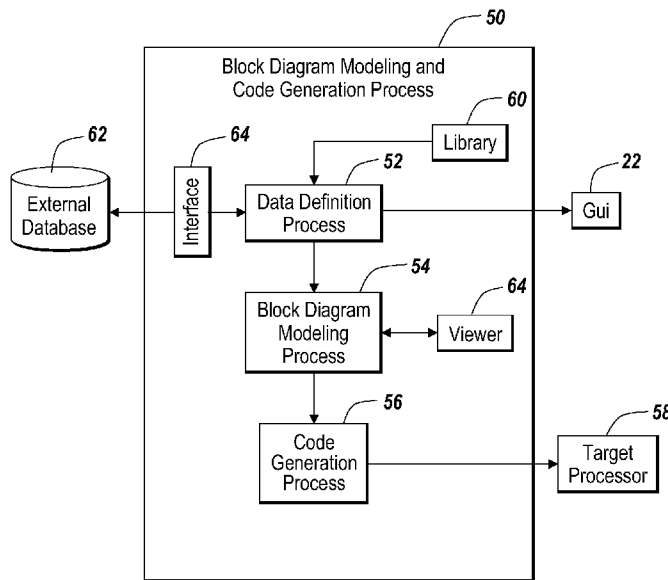 50
Block Diagram Modeling and
Code Generation Process
60
Library
62
64
52
22
External
Database
Interface
Data Definition
Process
Gui
54
64
Block Diagram
Modeling
Process
Viewer
56
58
Code
Generation
Process
Target
Processor